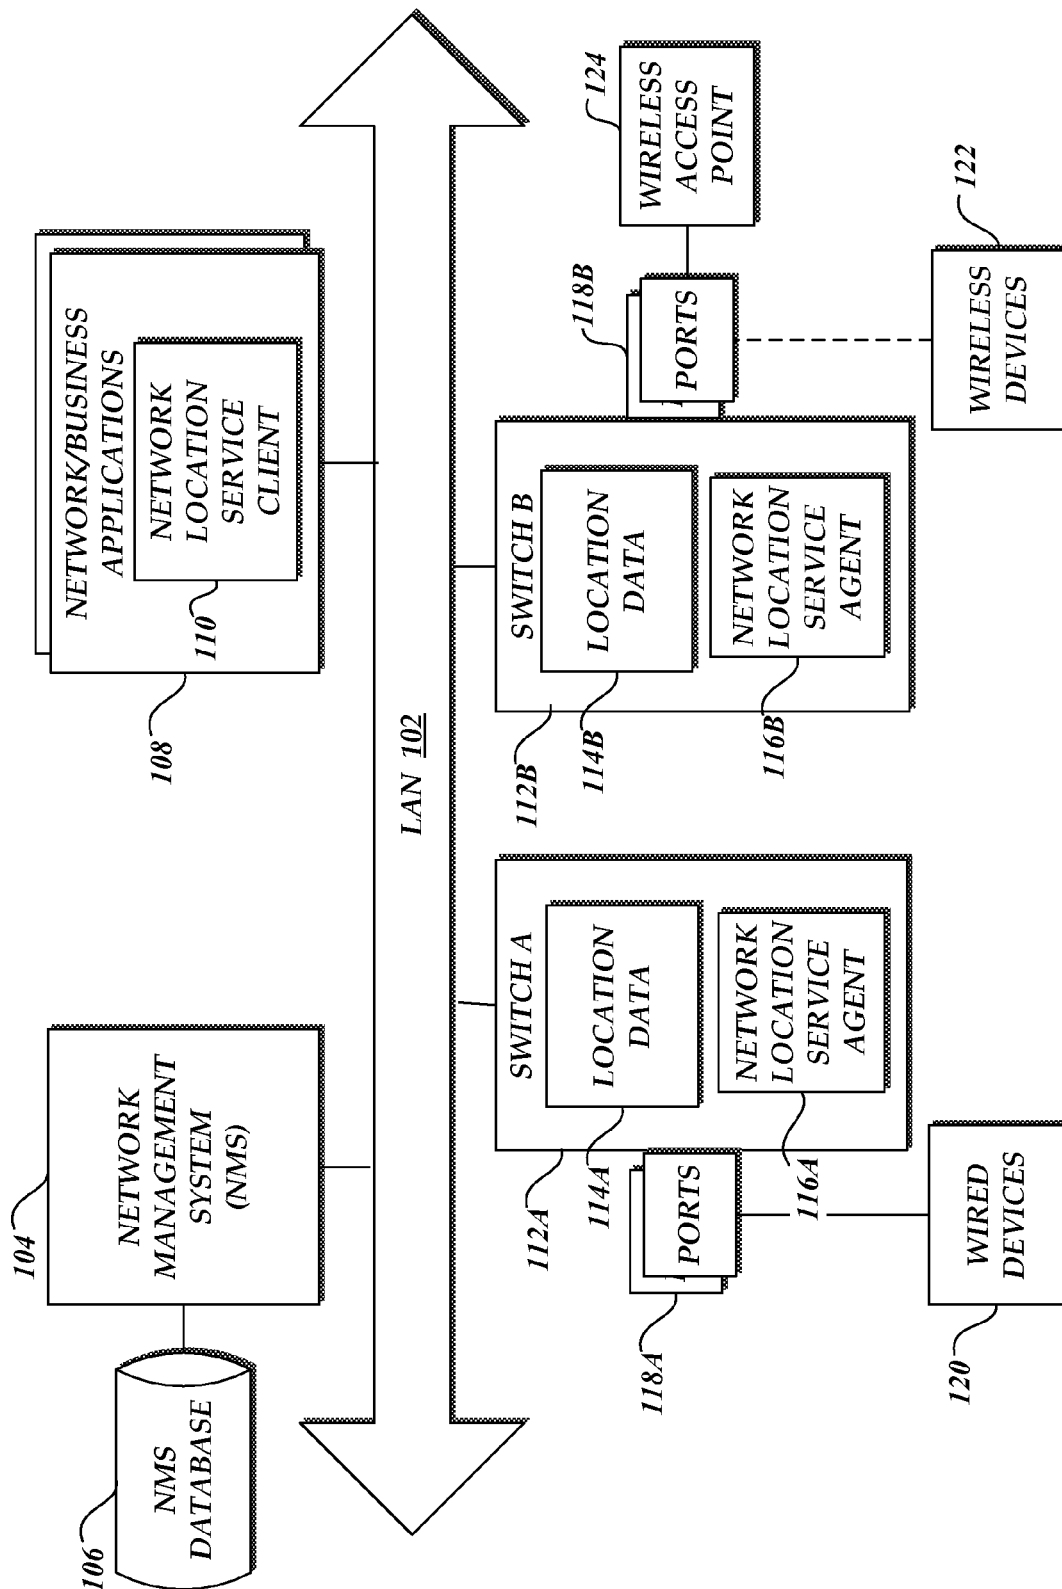 106
NMS
DATABASE
104
NETWORK
MANAGEMENT
SYSTEM
(NMS)
108
NETWORK/BUSINESS
APPLICATIONS
110
NETWORK
LOCATION
SERVICE
CLIENT
LAN 102
118A
PORTS
112A
SWITCH A
114A
LOCATION
DATA
116A
NETWORK
LOCATION
SERVICE
AGENT
120
WIRED
DEVICES
112B
SWITCH B
114B
LOCATION
DATA
116B
NETWORK
LOCATION
SERVICE
AGENT
118B
PORTS
124
WIRELESS
ACCESS
POINT
122
WIRELESS
DEVICES